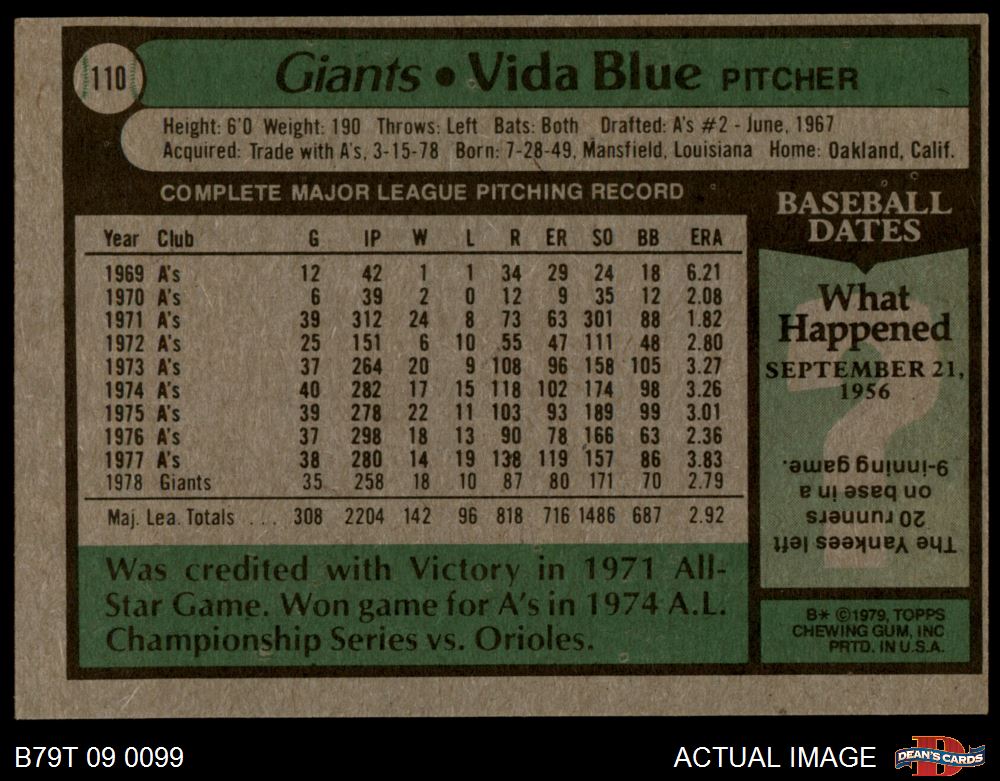 110
Giants • Vida Blue PITCHER
Height: 6'0 Weight: 190 Throws: Left Bats: Both Drafted: A's #2 - June, 1967
Acquired: Trade with A's, 3-15-78 Born: 7-28-49, Mansfield, Louisiana Home: Oakland, Calif.
COMPLETE MAJOR LEAGUE PITCHING RECORD
Year Club G IP W L R ER SO BB ERA
1969 A's 12 42 1 1 34 29 24 18 6.21
1970 A's 6 39 2 0 12 9 35 12 2.08
1971 A's 39 312 24 8 73 63 301 88 1.82
1972 A's 25 151 6 10 55 47 111 48 2.80
1973 A's 37 264 20 9 108 96 158 105 3.27
1974 A's 40 282 17 15 118 102 174 98 3.26
1975 A's 39 278 22 11 103 93 189 99 3.01
1976 A's 37 298 18 13 90 78 166 63 2.36
1977 A's 38 280 14 19 138 119 157 86 3.83
1978 Giants 35 258 18 10 87 80 171 70 2.79
Maj. Lea. Totals ... 308 2204 142 96 818 716 1486 687 2.92
Was credited with Victory in 1971 All-
Star Game. Won game for A's in 1974 A.L.
Championship Series vs. Orioles.
BASEBALL
DATES
What
Happened
SEPTEMBER 21,
1956
The Yankees left
20 runners
on base in a
9-inning game.
B* ©1979, TOPPS
CHEWING GUM, INC
PRTD. IN U.S.A.
B79T 09 0099
ACTUAL IMAGE
D
DEAN'S CARDS